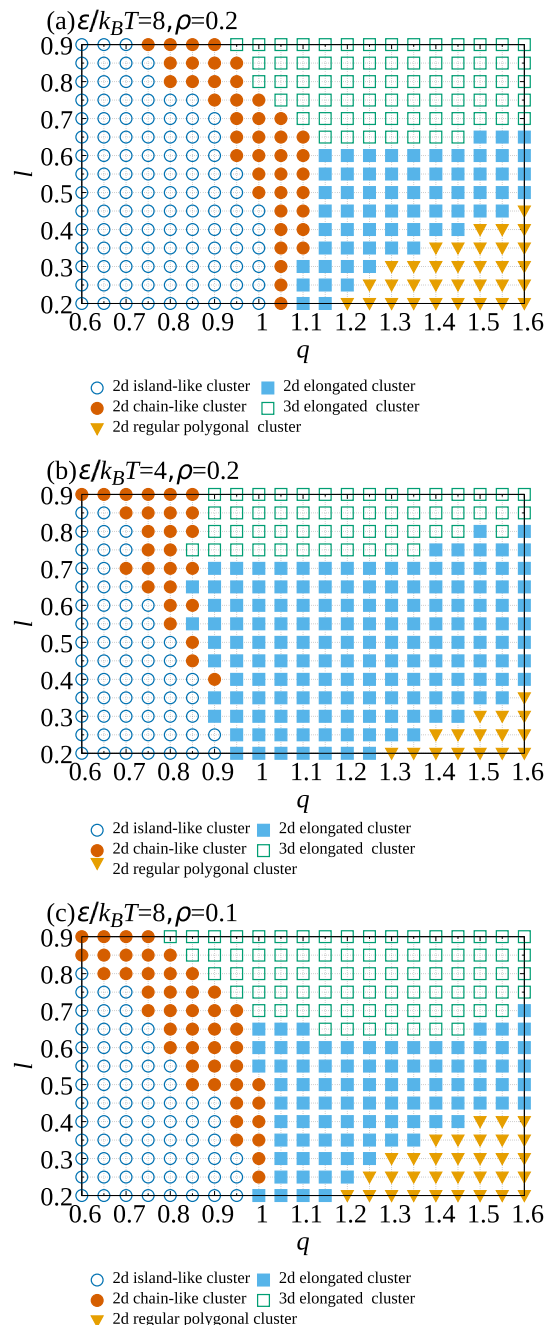 (a)ε/kBT=8,ρ=0.2
0.9
0.8
0.7
0.6
0.5
0.4
0.3
0.2
l
0.6 0.7 0.8 0.9 1 1.1 1.2 1.3 1.4 1.5 1.6
q
2d island-like cluster 2d elongated cluster
2d chain-like cluster 3d elongated cluster
2d regular polygonal cluster
(b)ε/kBT=4,ρ=0.2
0.9
0.8
0.7
0.6
0.5
0.4
0.3
0.2
l
0.6 0.7 0.8 0.9 1 1.1 1.2 1.3 1.4 1.5 1.6
q
2d island-like cluster 2d elongated cluster
2d chain-like cluster 3d elongated cluster
2d regular polygonal cluster
(c)ε/kBT=8,ρ=0.1
0.9
0.8
0.7
0.6
0.5
0.4
0.3
0.2
l
0.6 0.7 0.8 0.9 1 1.1 1.2 1.3 1.4 1.5 1.6
q
2d island-like cluster 2d elongated cluster
2d chain-like cluster 3d elongated cluster
2d regular polygonal cluster